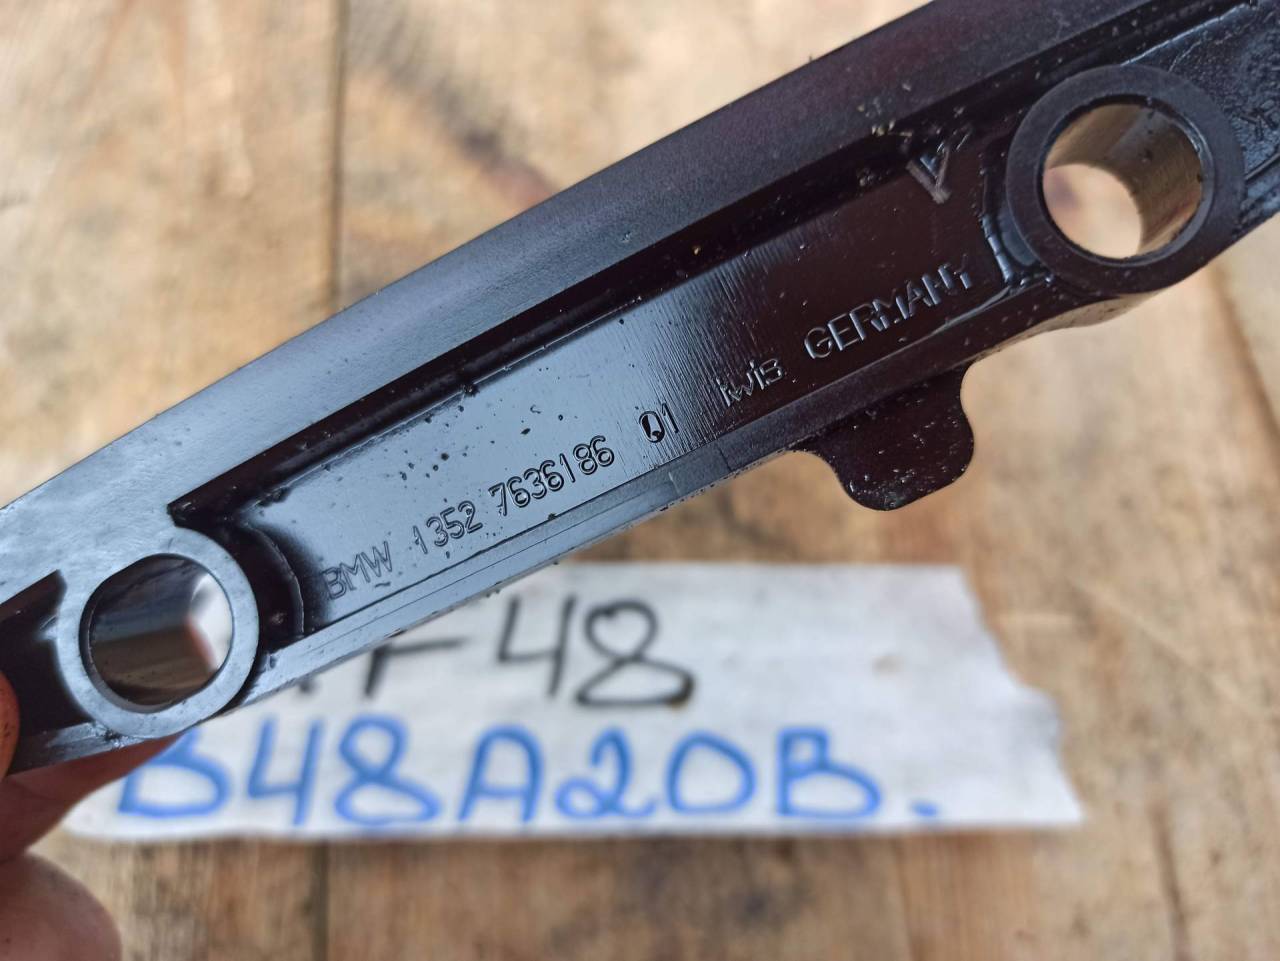 BMW 1352 7636186 01 iwis GERMANY
F48
B48A20B.